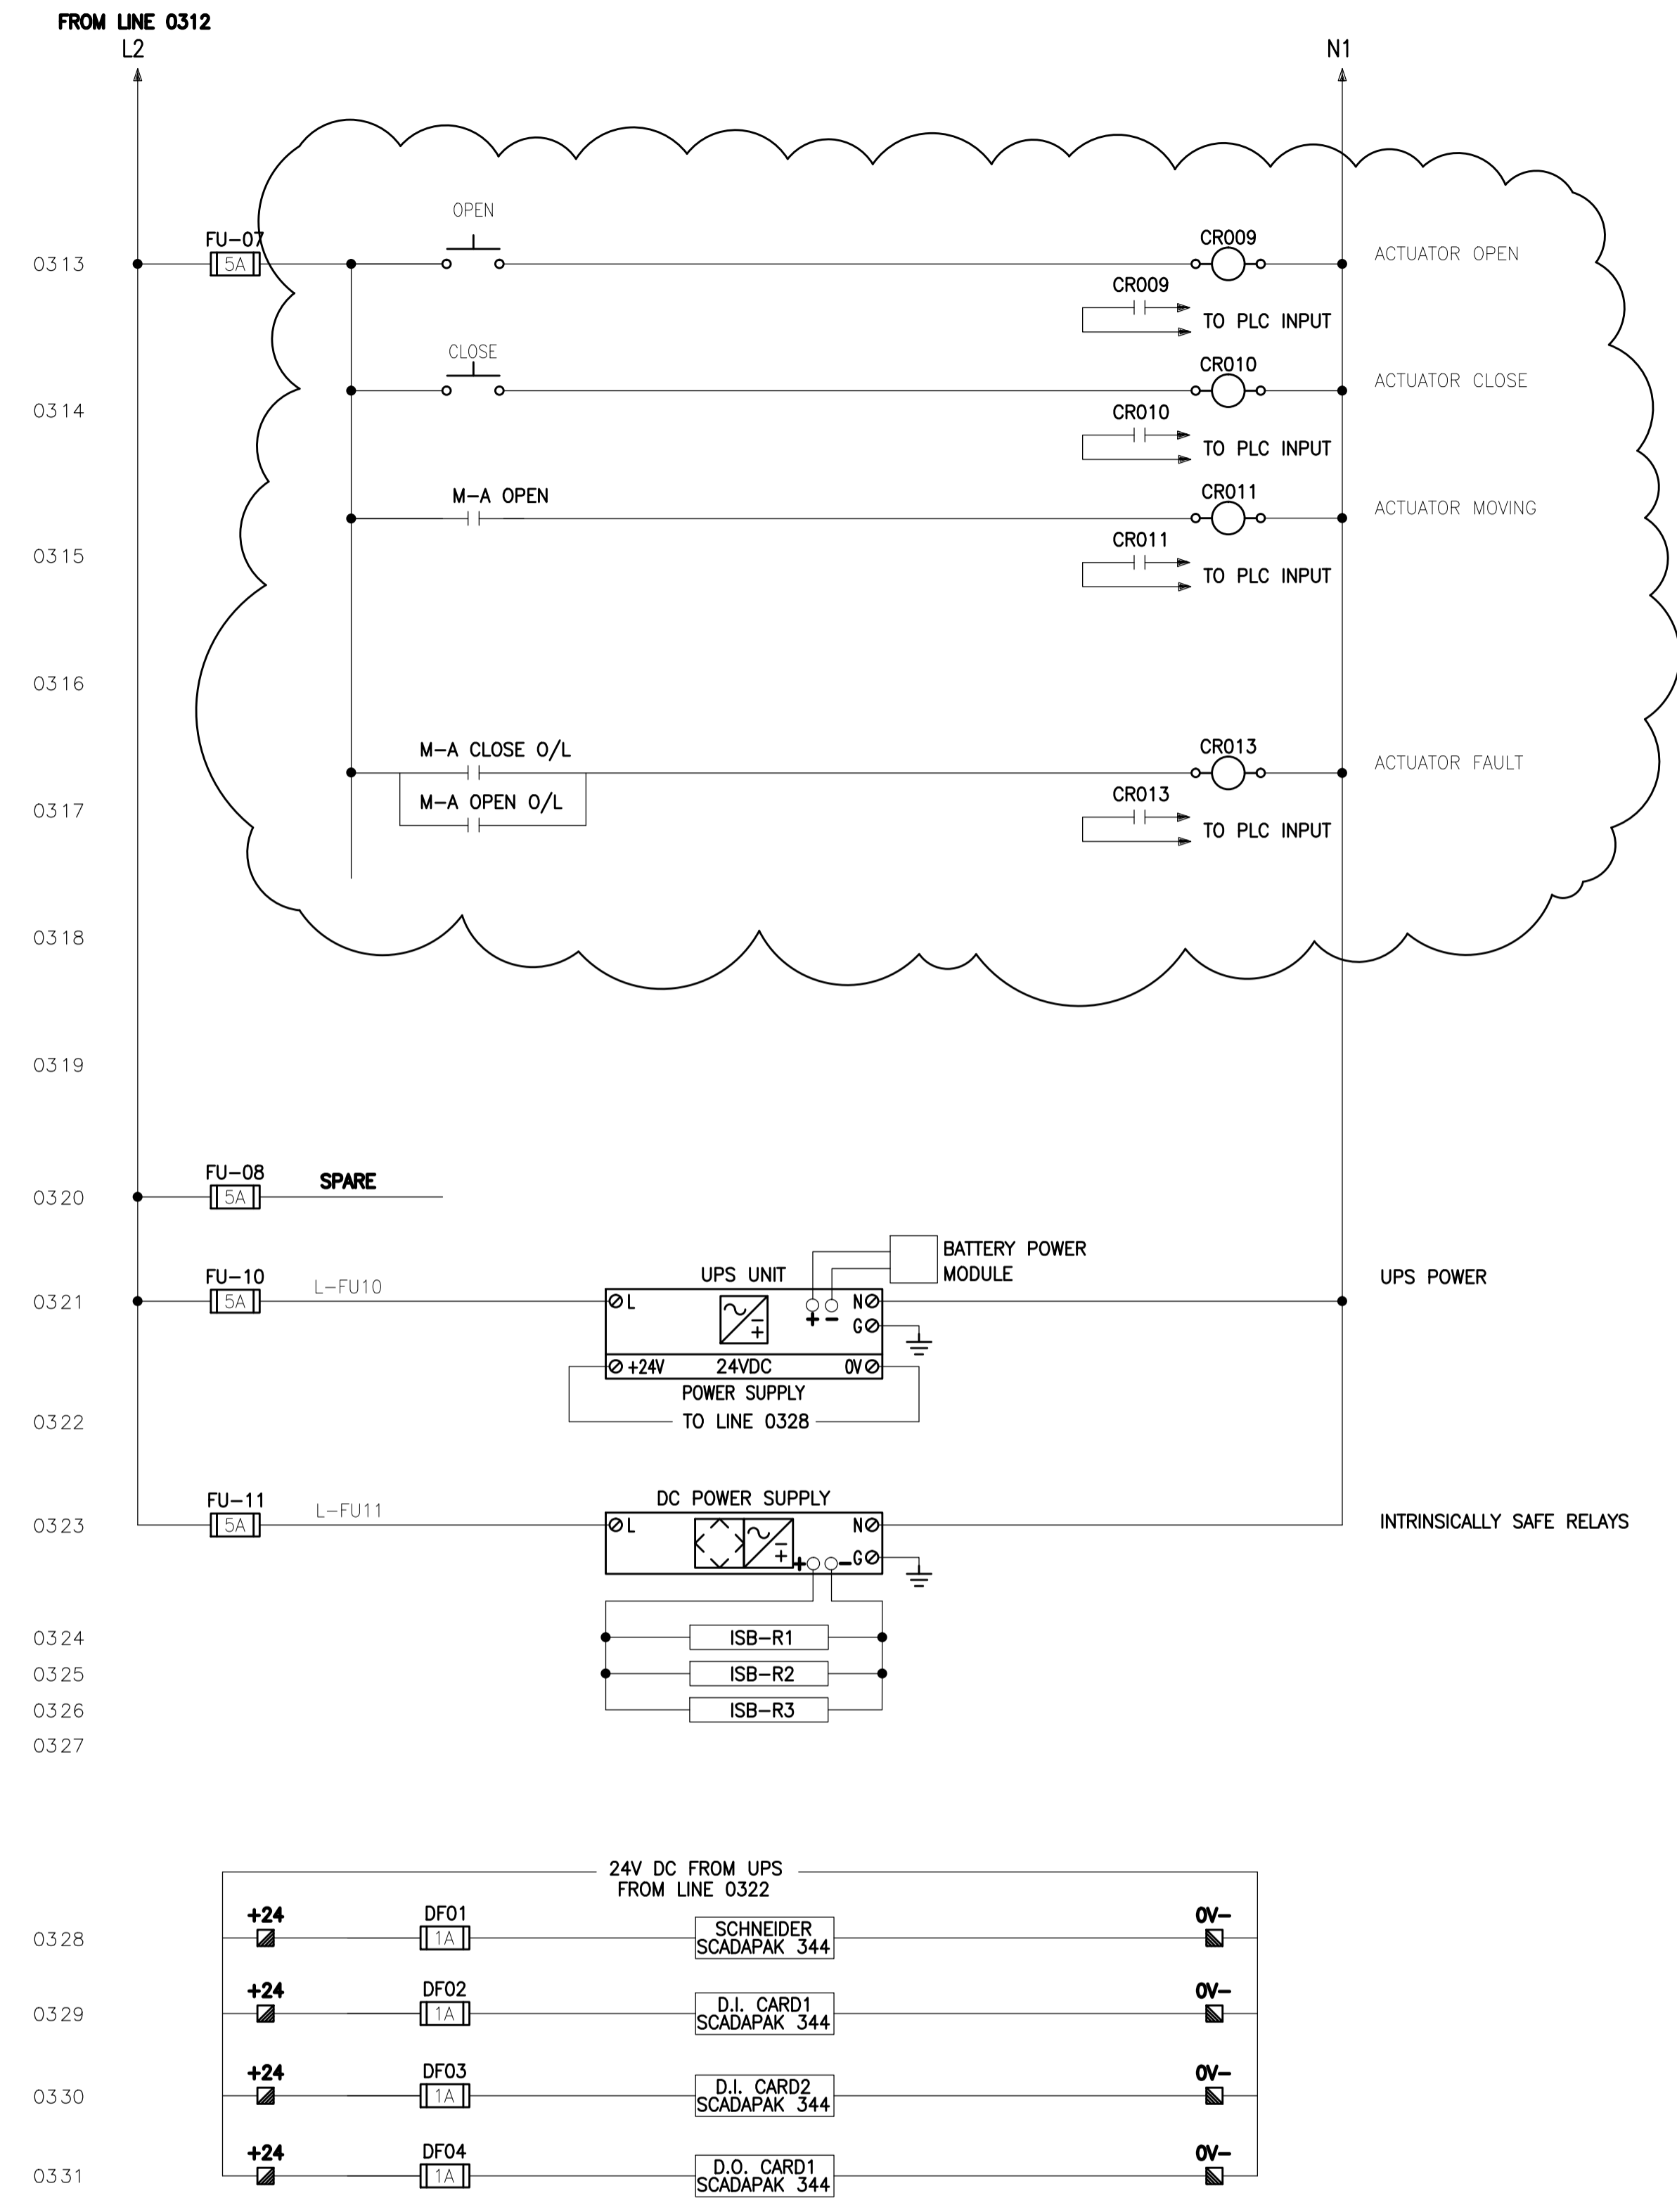 FROM LINE 0312
L2
N1
OPEN
FU-07
CR009
0313
5A
ACTUATOR OPEN
CR009
TO PLC INPUT
CLOSE
CR010
ACTUATOR CLOSE
0314
CR010
TO PLC INPUT
M-A OPEN
CR011
ACTUATOR MOVING
CR011
0315
TO PLC INPUT
0316
M-A CLOSE O/L
CR013
ACTUATOR FAULT
M-A OPEN O/L
CR013
0317
TO PLC INPUT
0318
0319
FU-08
SPARE
0320
5A
BATTERY POWER
MODULE
UPS UNIT
FU-10
L-FU10
UPS POWER
0321
5A
L
N
+ -
G
+24V
24VDC
0V
POWER SUPPLY
0322
TO LINE 0328
DC POWER SUPPLY
FU-11
L-FU11
0323
5A
L
N
INTRINSICALLY SAFE RELAYS
+
-
G
0324
ISB-R1
0325
ISB-R2
0326
ISB-R3
0327
24V DC FROM UPS
FROM LINE 0322
+24
DF01
0V-
0328
1A
SCHNEIDER
SCADAPAK 344
+24
DF02
0V-
0329
1A
D.I. CARD1
SCADAPAK 344
+24
DF03
0V-
0330
1A
D.I. CARD2
SCADAPAK 344
+24
DF04
0V-
0331
1A
D.O. CARD1
SCADAPAK 344